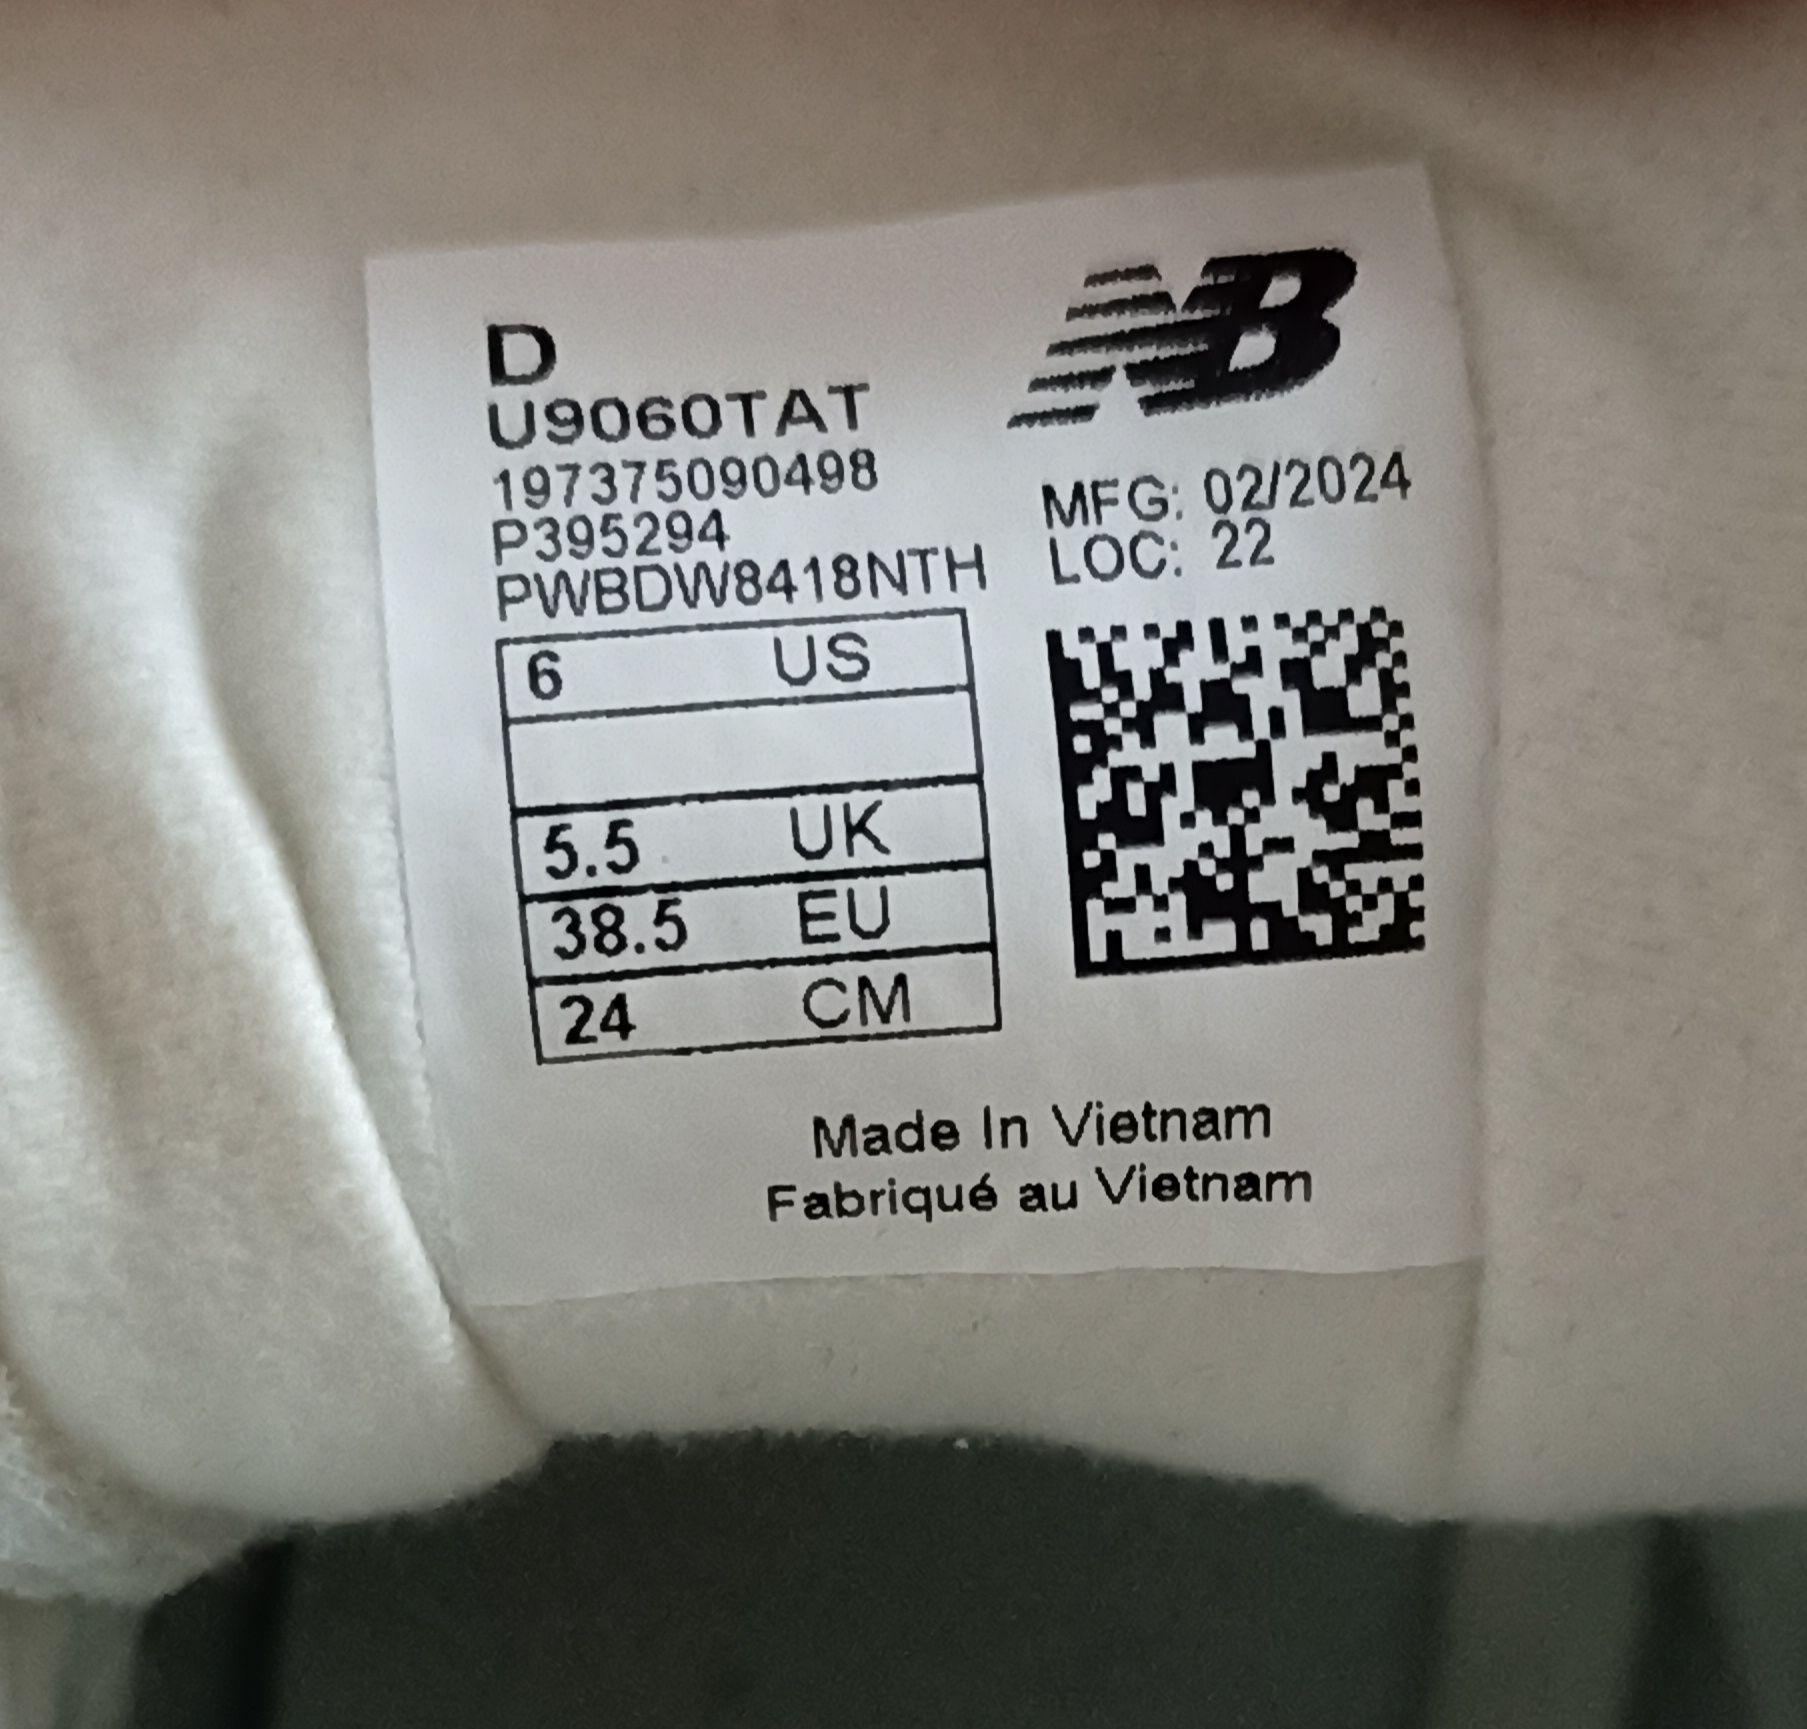 NB
D
U9060TAT
197375090498
P395294
PWBDW8418NTH
MFG: 02/2024
LOC: 22
6 US
5.5 UK
38.5 EU
24 CM
Made In Vietnam
Fabriqué au Vietnam